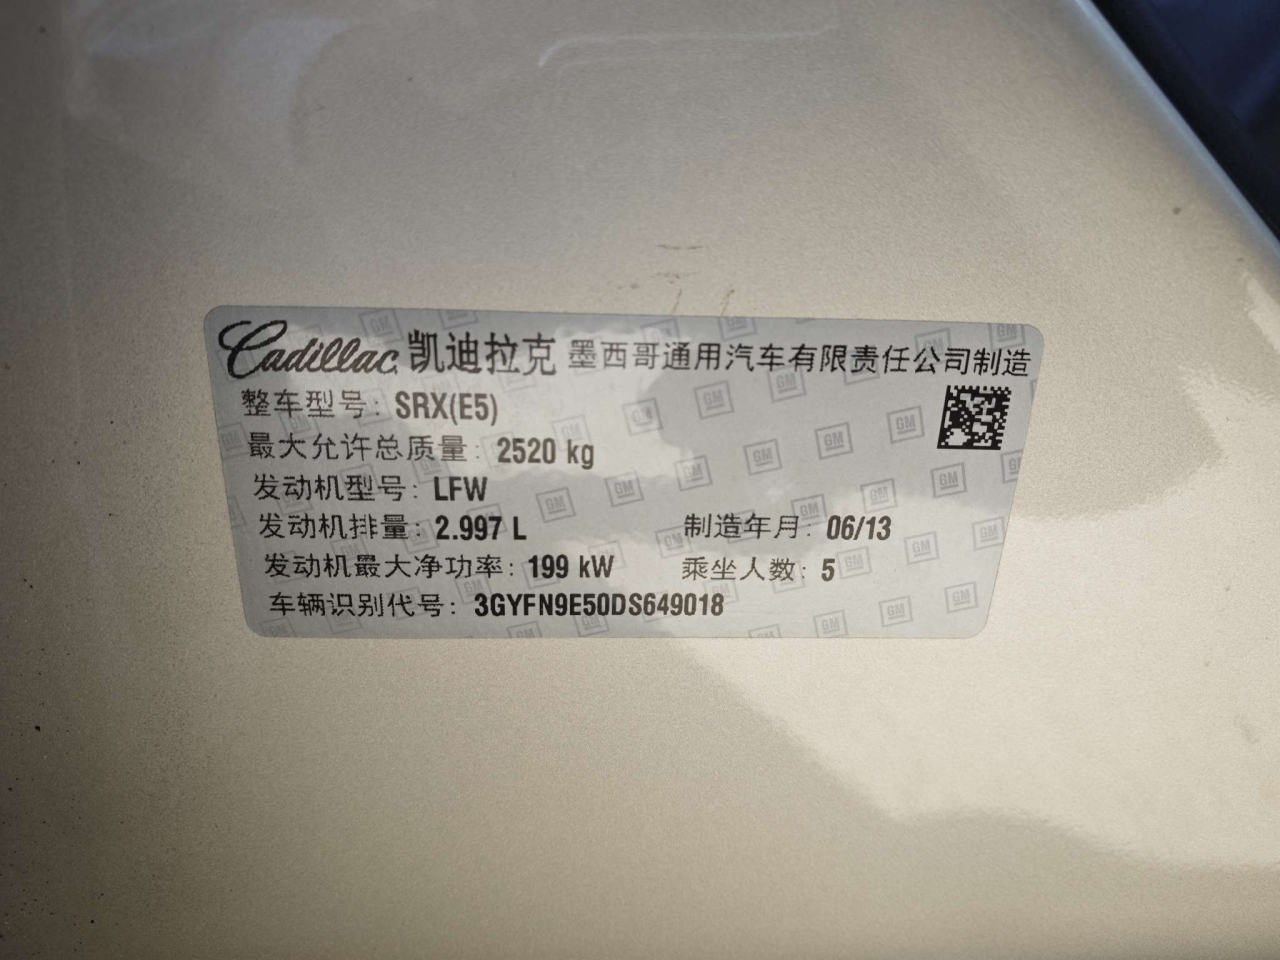 Cadillac 凯迪拉克 墨西哥通用汽车有限责任公司制造
整车型号: SRX(E5)
最大允许总质量: 2520 kg
发动机型号: LFW
发动机排量: 2.997 L 制造年月: 06/13
发动机最大净功率: 199 kW 乘坐人数: 5
车辆识别代号: 3GYFN9E50DS649018